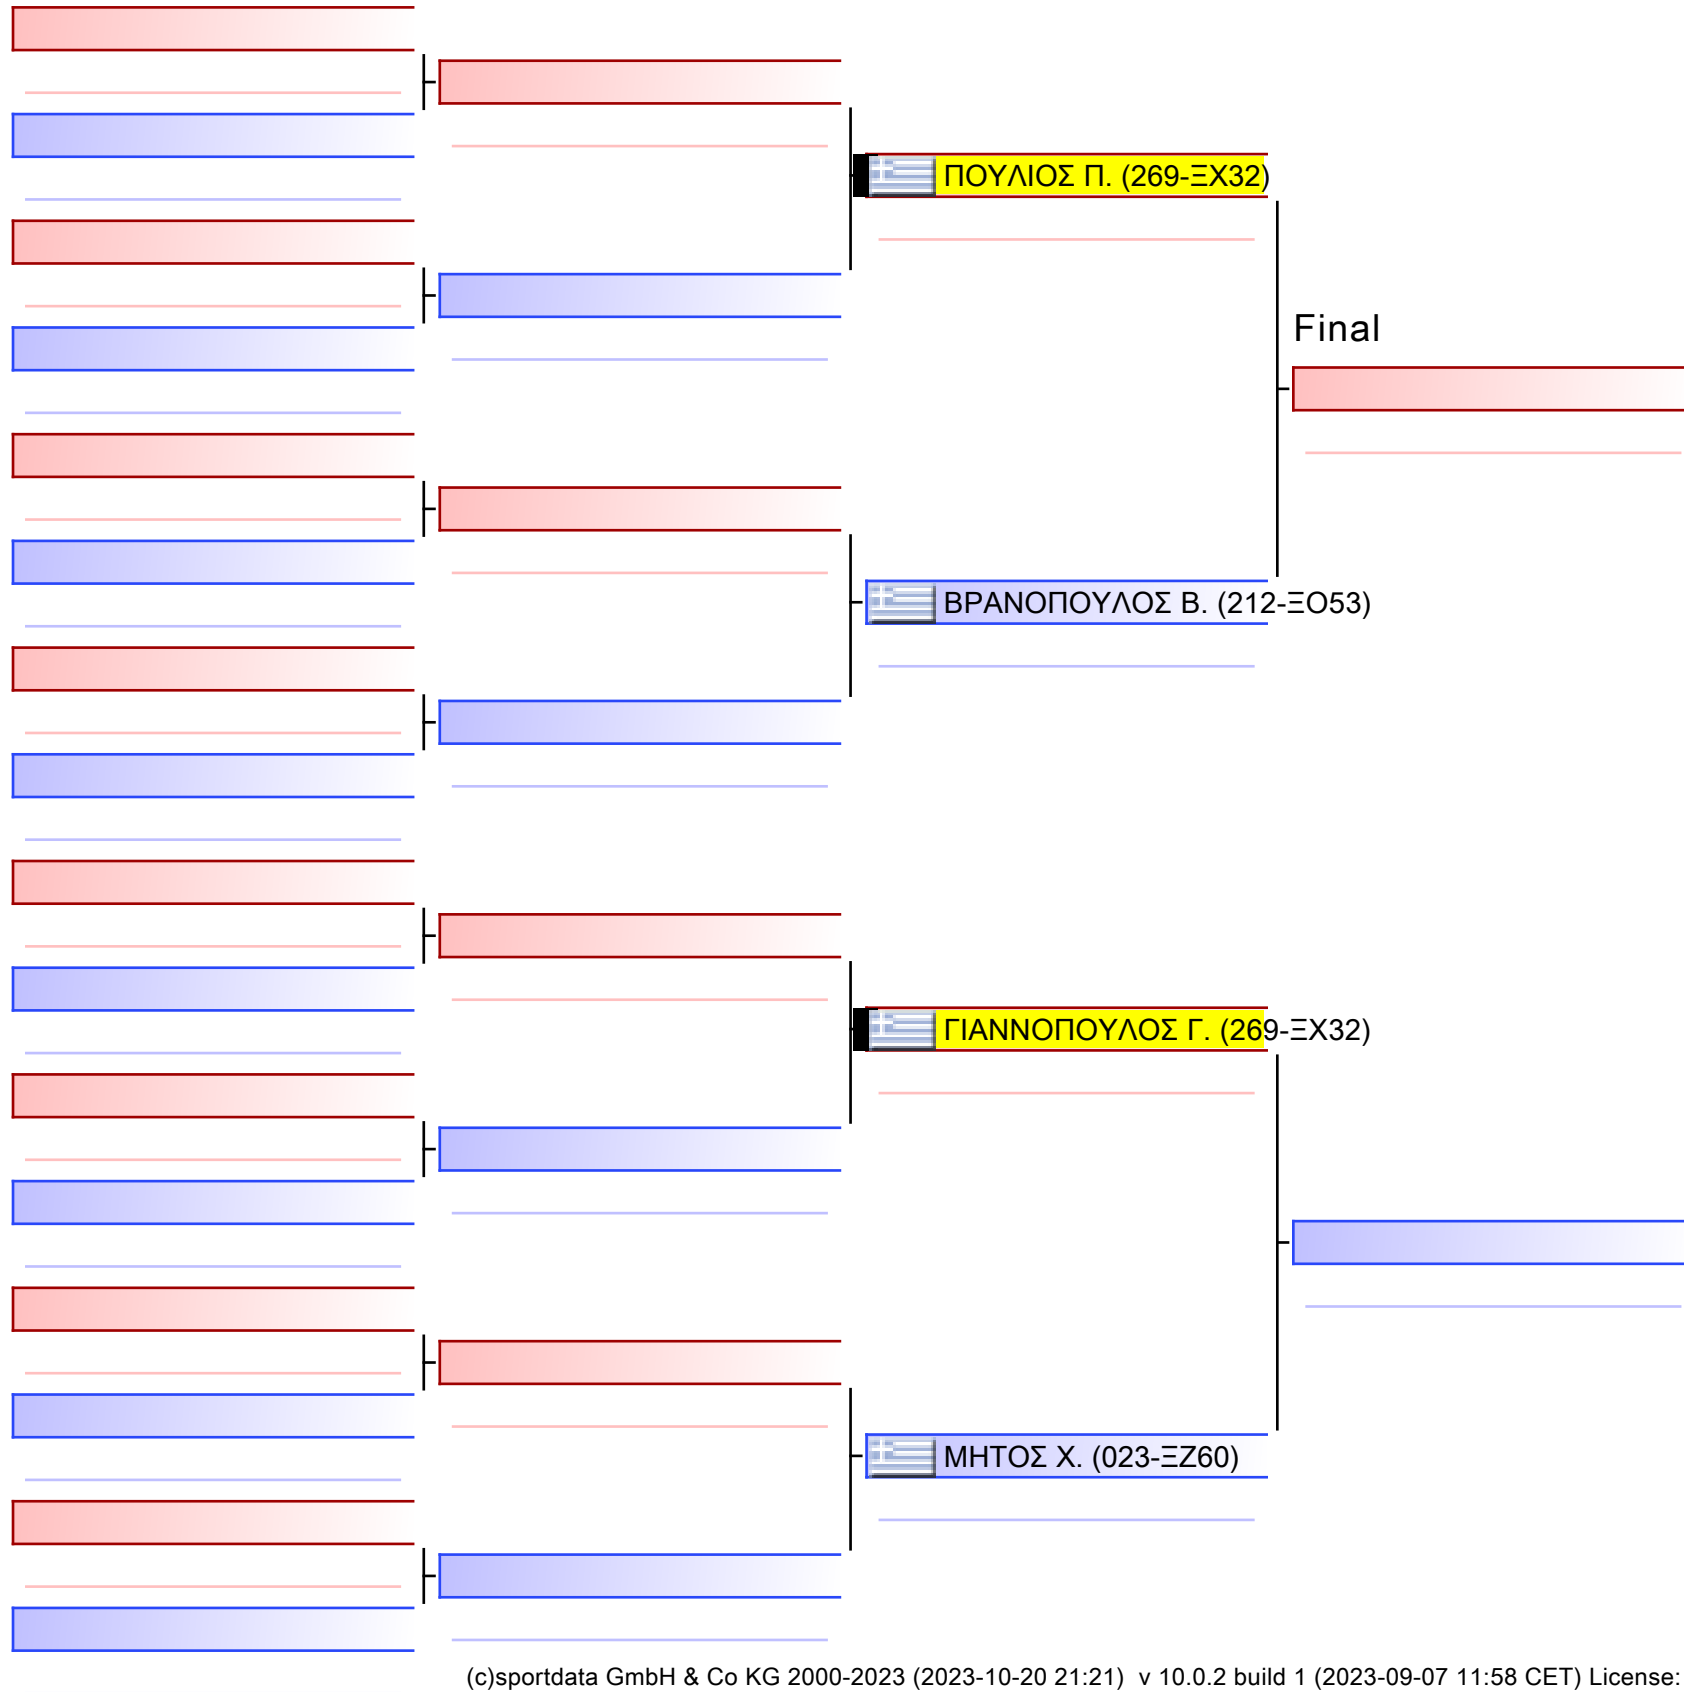 ΠΟΥΛΙΟΣ Π. (269-ΞΧ32)
Final
ΒΡΑΝΟΠΟΥΛΟΣ Β. (212-ΞΟ53)
ΓΙΑΝΝΟΠΟΥΛΟΣ Γ. (269-ΞΧ32)
ΜΗΤΟΣ Χ. (023-ΞΖ60)
(c)sportdata GmbH & Co KG 2000-2023 (2023-10-20 21:21) v 10.0.2 build 1 (2023-09-07 11:58 CET) License: